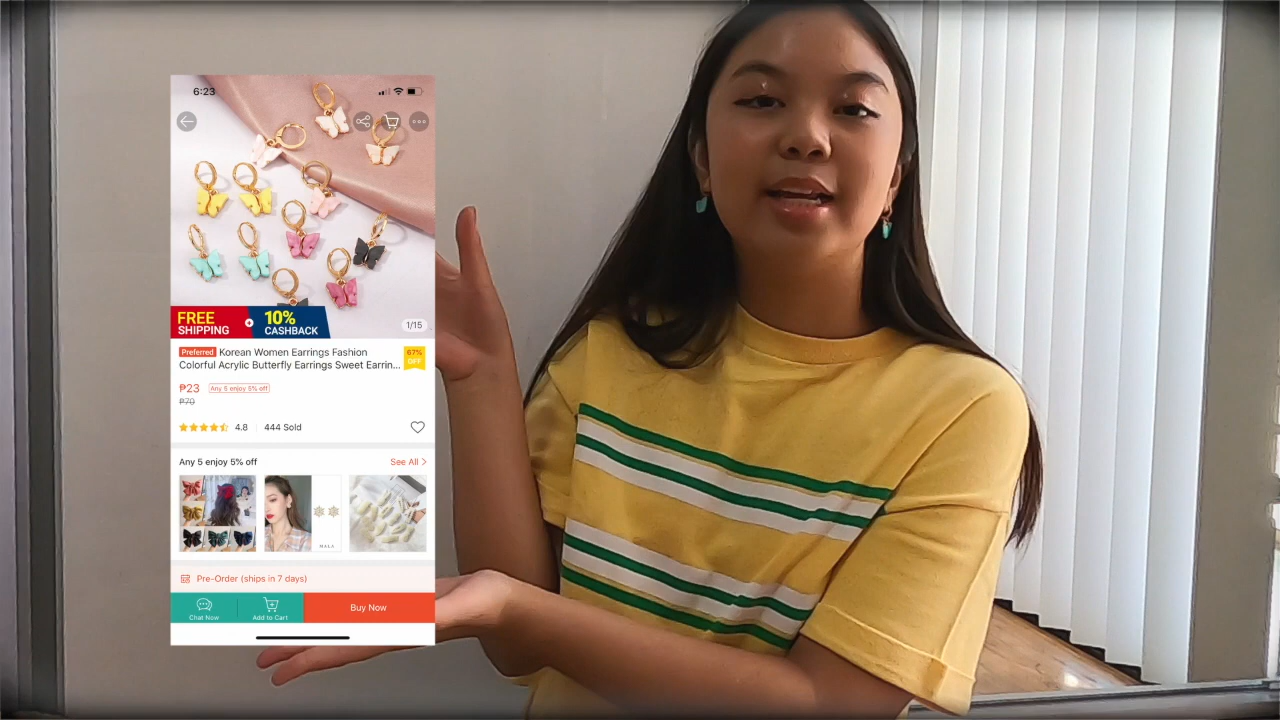 6:23
FREE
SHIPPING
+
10%
CASHBACK
1/15
Preferred Korean Women Earrings Fashion
Colorful Acrylic Butterfly Earrings Sweet Earrin...
67%
OFF
₱23 Any 5 enjoy 5% off
₱70
4.8 444 Sold
Any 5 enjoy 5% off See All >
MALA
Pre-Order (ships in 7 days)
Chat Now
Add to Cart
Buy Now